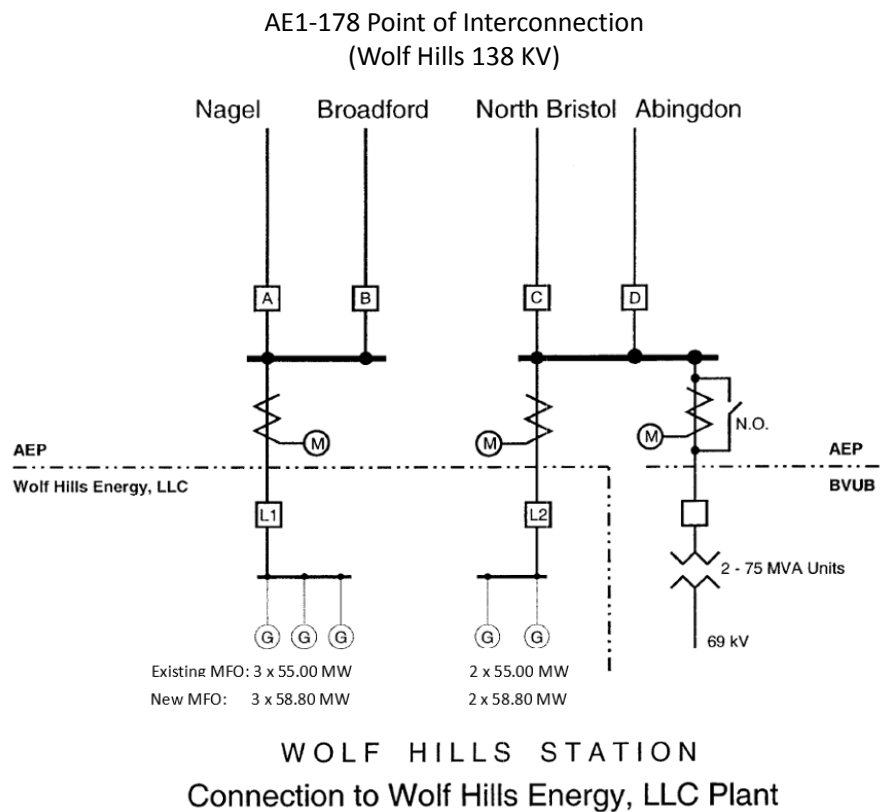 AE1-178 Point of Interconnection
(Wolf Hills 138 KV)
Nagel Broadford North Bristol Abingdon
A B C D
N.O.
M M M
AEP AEP
Wolf Hills Energy, LLC BVUB
L1 L2
2 - 75 MVA Units
G G G G G
69 kV
Existing MFO: 3 x 55.00 MW 2 x 55.00 MW
New MFO: 3 x 58.80 MW 2 x 58.80 MW
WOLF HILLS STATION
Connection to Wolf Hills Energy, LLC Plant